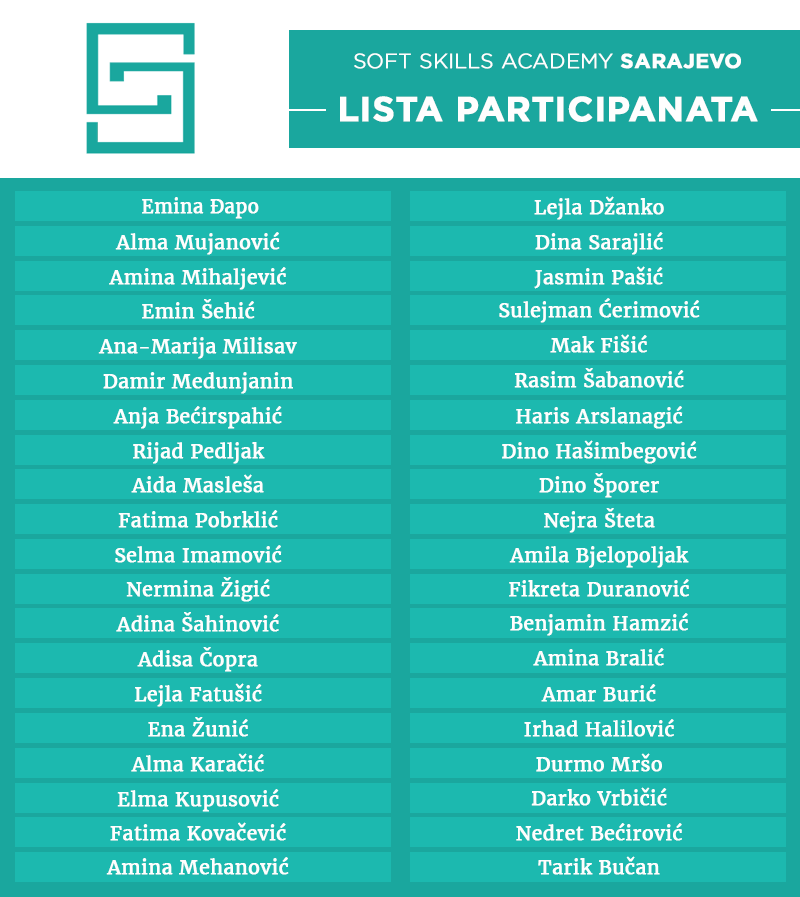 SOFT SKILLS ACADEMY SARAJEVO
LISTA PARTICIPANATA
Emina Đapo
Alma Mujanović
Amina Mihaljević
Emin Šehić
Ana-Marija Milisav
Damir Medunjanin
Anja Bećirspahić
Rijad Pedljak
Aida Masleša
Fatima Pobrklić
Selma Imamović
Nermina Žigić
Adina Šahinović
Adisa Čopra
Lejla Fatušić
Ena Žunić
Alma Karačić
Elma Kupusović
Fatima Kovačević
Amina Mehanović
Lejla Džanko
Dina Sarajlić
Jasmin Pašić
Sulejman Ćerimović
Mak Fišić
Rasim Šabanović
Haris Arslanagić
Dino Hašimbegović
Dino Šporer
Nejra Šteta
Amila Bjelopoljak
Fikreta Duranović
Benjamin Hamzić
Amina Bralić
Amar Burić
Irhad Halilović
Durmo Mršo
Darko Vrbičić
Nedret Bećirović
Tarik Bučan